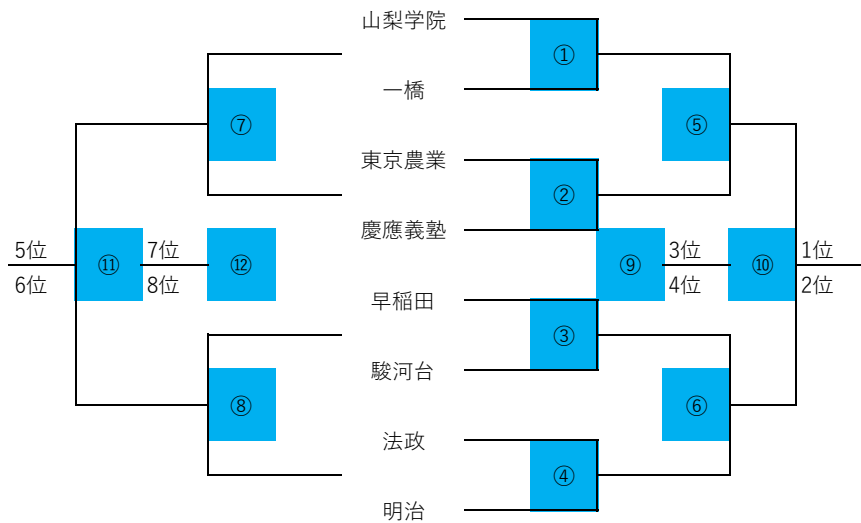 山梨学院
①
一橋
⑦
⑤
東京農業
②
慶應義塾
5位
6位
⑪
7位
8位
⑫
⑨
3位
4位
⑩
1位
2位
早稲田
③
駿河台
⑧
⑥
法政
④
明治